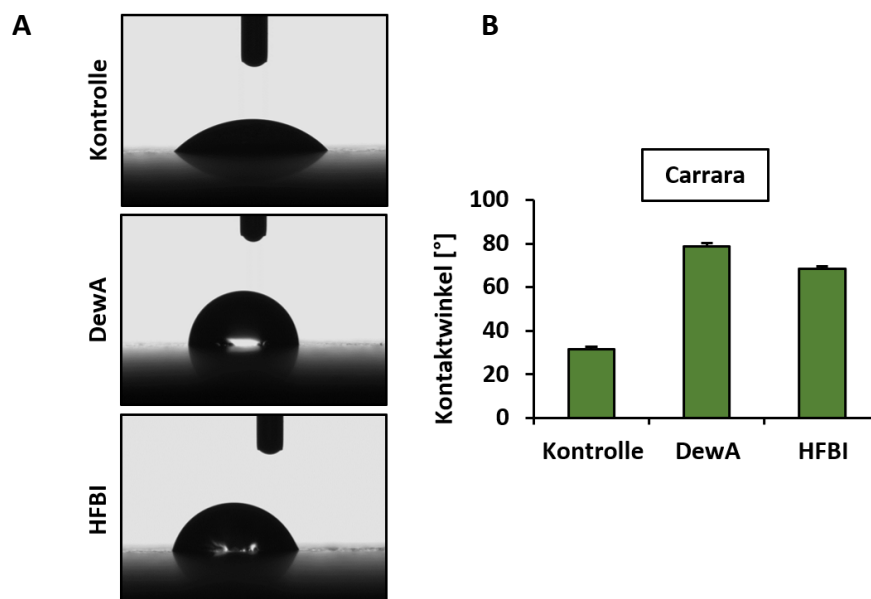 A
Kontrolle
DewA
HFBI
B
Carrara
Kontaktwinkel [°]
100
80
60
40
20
0
Kontrolle DewA HFBI